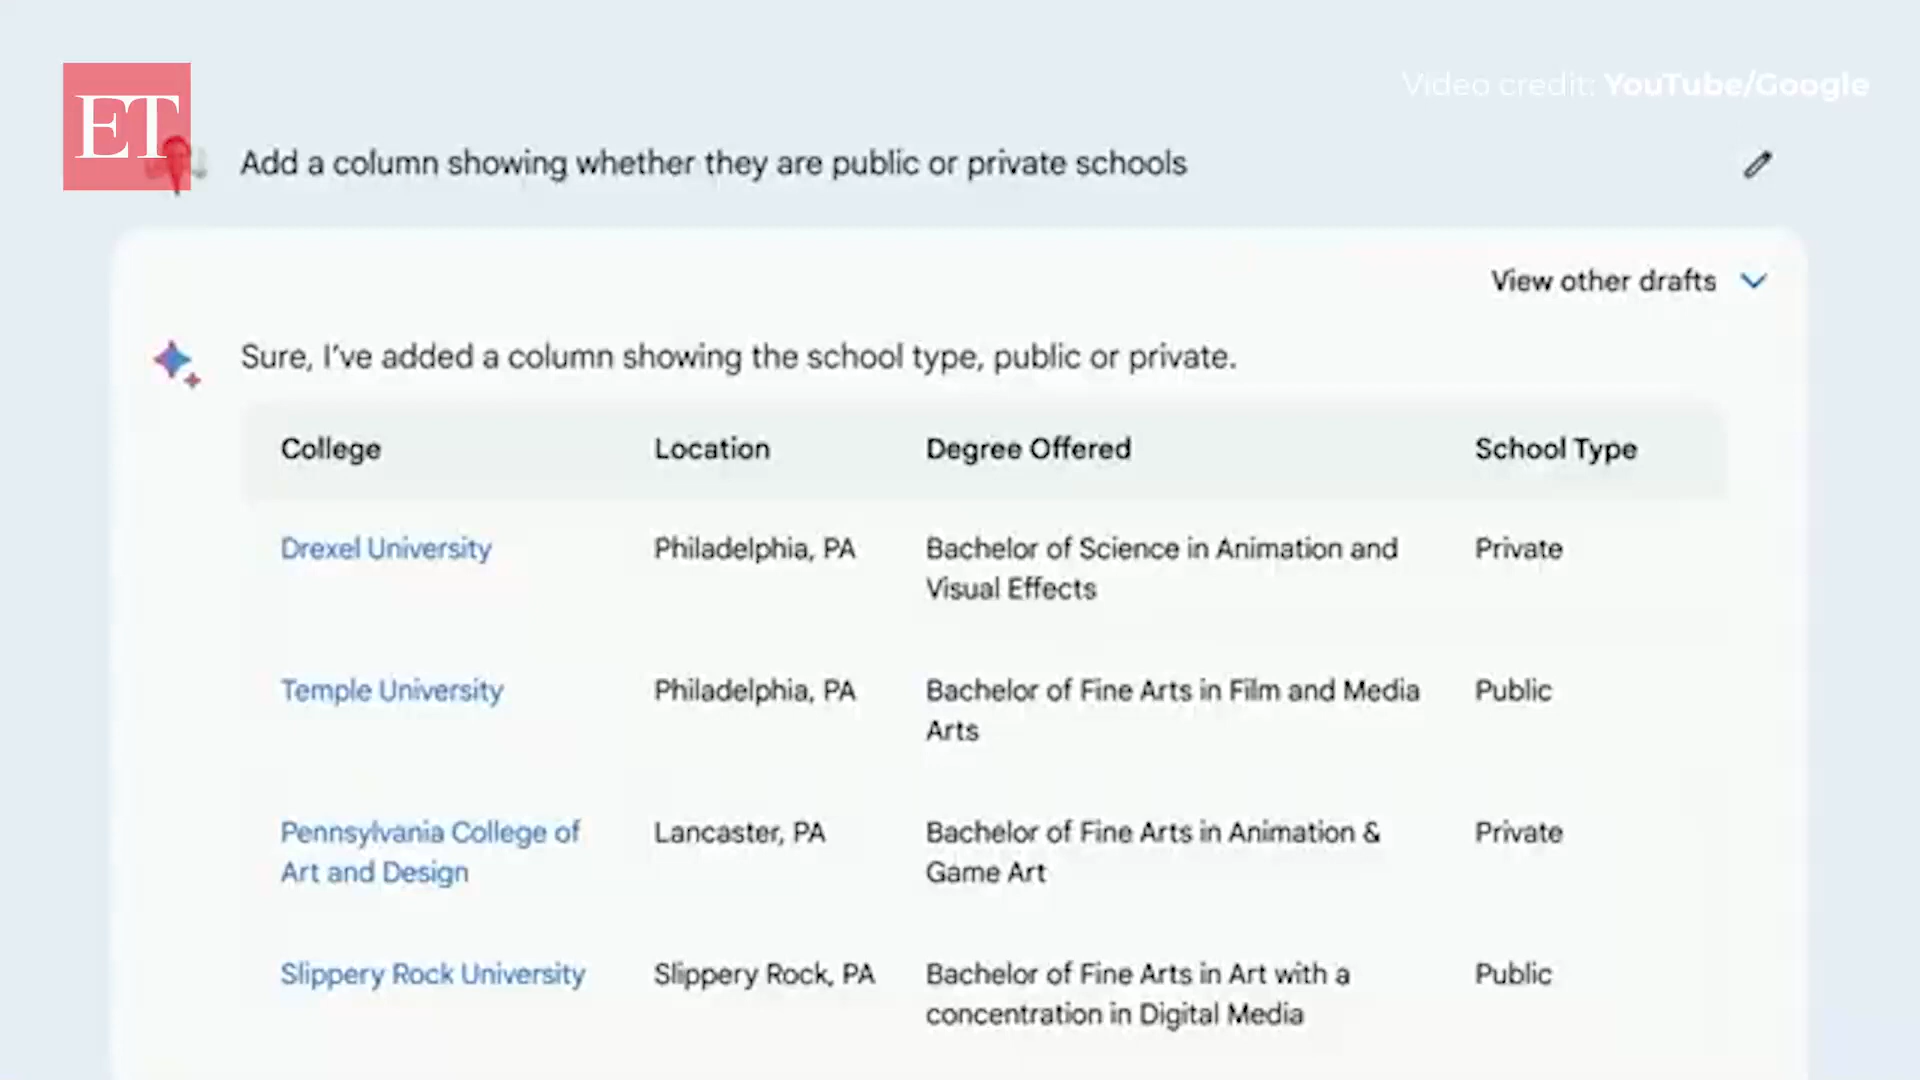 ET
Video credit: YouTube/Google
Add a column showing whether they are public or private schools
View other drafts
Sure, I've added a column showing the school type, public or private.
College Location Degree Offered School Type
Drexel University Philadelphia, PA Bachelor of Science in Animation and Private
Visual Effects
Temple University Philadelphia, PA Bachelor of Fine Arts in Film and Media Public
Arts
Pennsylvania College of Lancaster, PA Bachelor of Fine Arts in Animation & Private
Art and Design Game Art
Slippery Rock University Slippery Rock, PA Bachelor of Fine Arts in Art with a Public
concentration in Digital Media